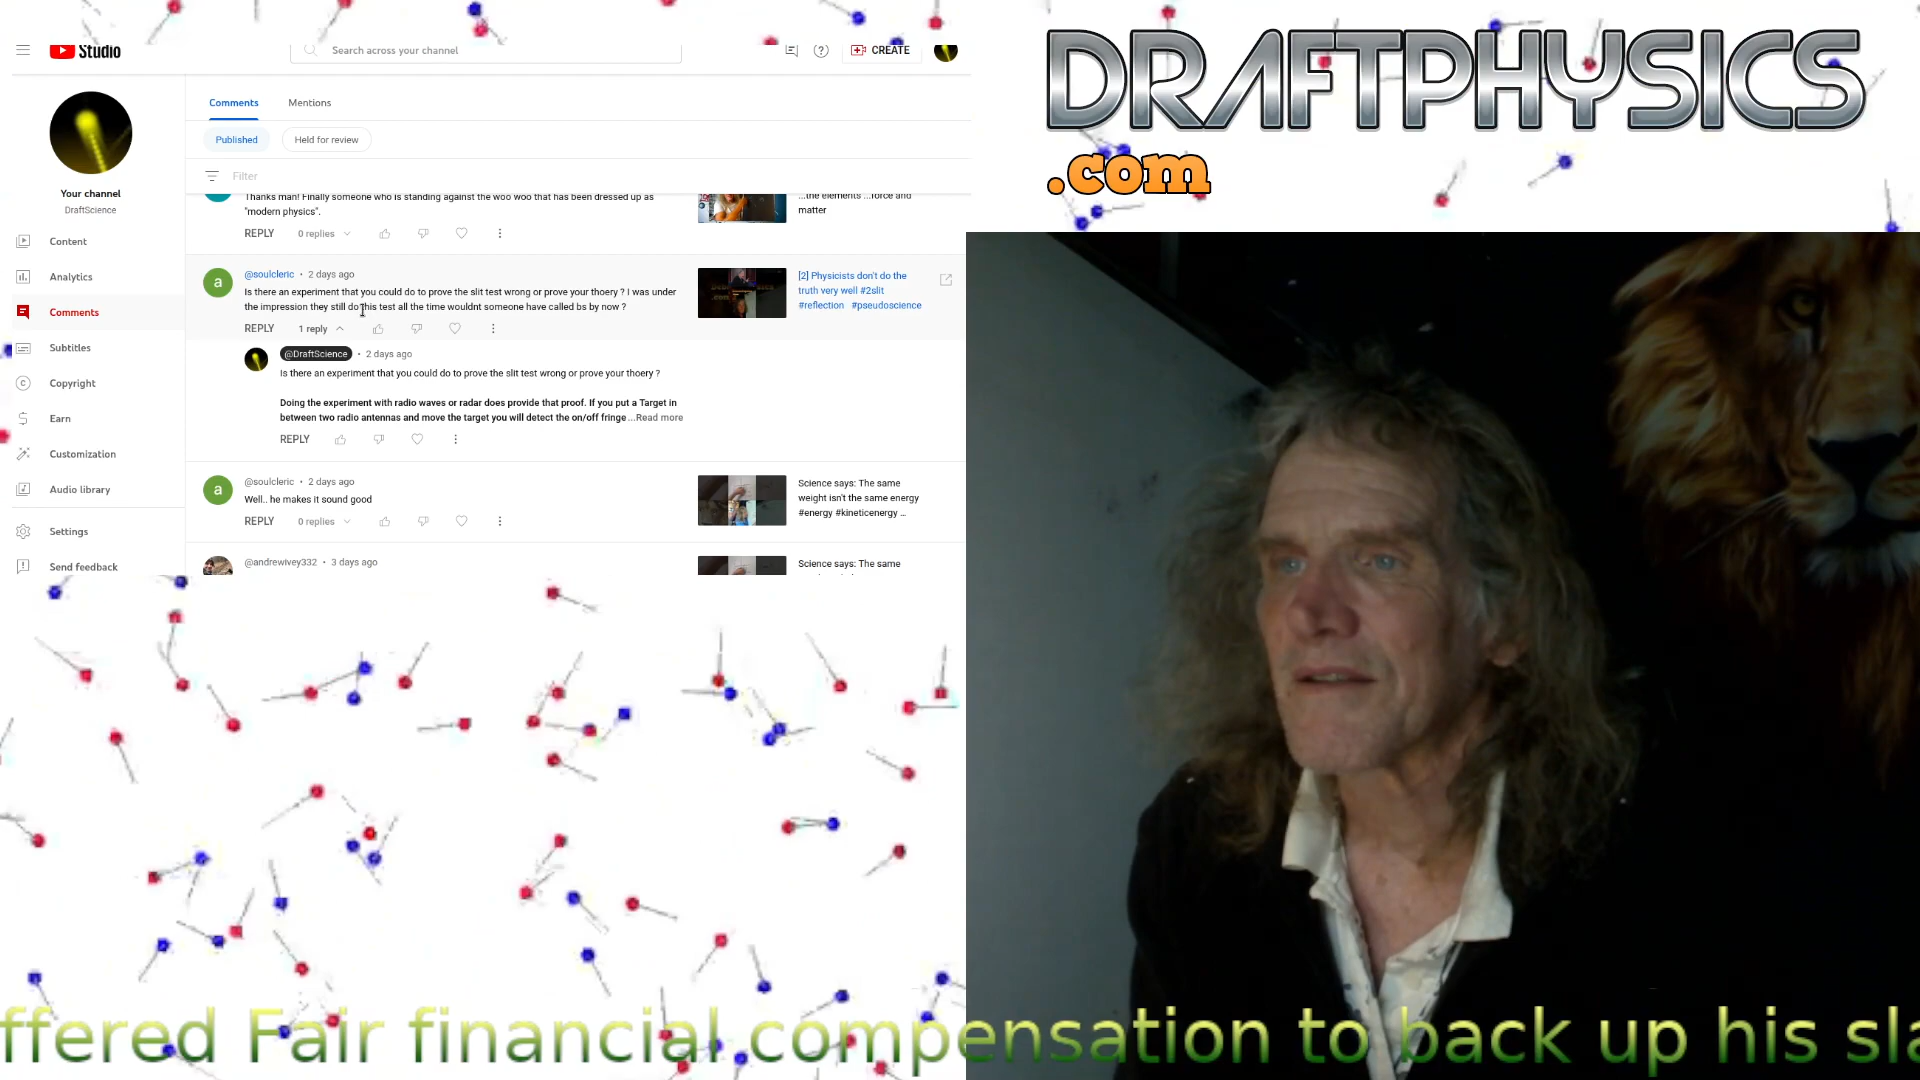 Studio
Search across your channel
CREATE
DRAFTPHYSICS
.com
Your channel
DraftScience
Content
Analytics
Comments
Subtitles
Copyright
Earn
Customization
Audio library
Settings
Send feedback
Comments
Mentions
Published
Held for review
Filter
Thanks man! Finally someone who is standing against the woo woo that has been dressed up as
"modern physics".
REPLY
0 replies
...the elements ...force and
matter
a
@soulcleric • 2 days ago
Is there an experiment that you could do to prove the slit test wrong or prove your thoery ? I was under
the impression they still do this test all the time wouldnt someone have called bs by now ?
REPLY
1 reply
[2] Physicists don't do the
truth very well #2slit
#reflection #pseudoscience
@DraftScience • 2 days ago
Is there an experiment that you could do to prove the slit test wrong or prove your thoery ?
Doing the experiment with radio waves or radar does provide that proof. If you put a Target in
between two radio antennas and move the target you will detect the on/off fringe ...Read more
REPLY
a
@soulcleric • 2 days ago
Well.. he makes it sound good
REPLY
0 replies
Science says: The same
weight isn't the same energy
#energy #kineticenergy ...
@andrewivey332 • 3 days ago
Science says: The same
ffered Fair financial compensation to back up his sla